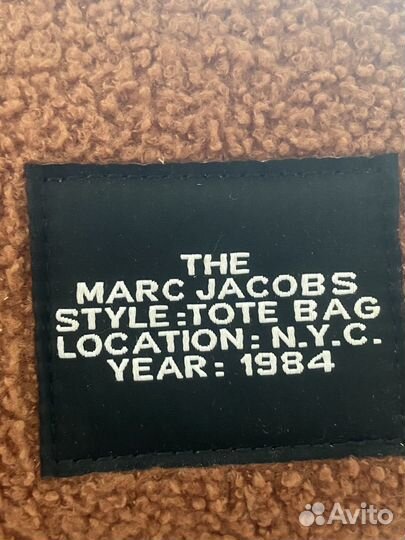 THE
MARC JACOBS
STYLE:TOTE BAG
LOCATION: N.Y.C.
YEAR: 1984
Avito